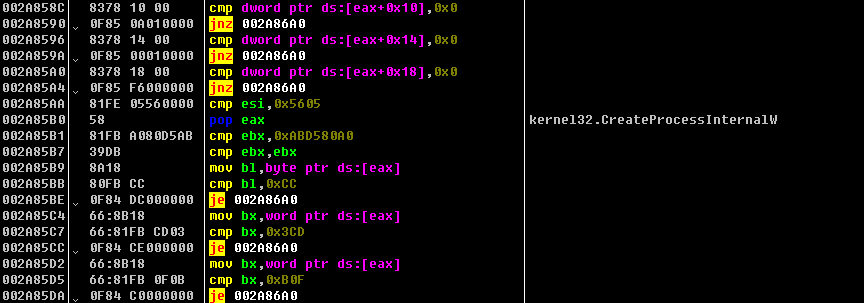 002A858C 8378 10 00 cmp dword ptr ds:[eax+0x10],0x0
002A8590 0F85 0A010000 jnz 002A86A0
002A8596 8378 14 00 cmp dword ptr ds:[eax+0x14],0x0
002A859A 0F85 00010000 jnz 002A86A0
002A85A0 8378 18 00 cmp dword ptr ds:[eax+0x18],0x0
002A85A4 0F85 F6000000 jnz 002A86A0
002A85AA 81FE 05560000 cmp esi,0x5605
002A85B0 58 pop eax kernel32.CreateProcessInternalW
002A85B1 81FB A080D5AB cmp ebx,0xABD580A0
002A85B7 39DB cmp ebx,ebx
002A85B9 8A18 mov bl,byte ptr ds:[eax]
002A85BB 80FB CC cmp bl,0xCC
002A85BE 0F84 DC000000 je 002A86A0
002A85C4 66:8B18 mov bx,word ptr ds:[eax]
002A85C7 66:81FB CD03 cmp bx,0x3CD
002A85CC 0F84 CE000000 je 002A86A0
002A85D2 66:8B18 mov bx,word ptr ds:[eax]
002A85D5 66:81FB 0F0B cmp bx,0xB0F
002A85DA 0F84 C0000000 je 002A86A0